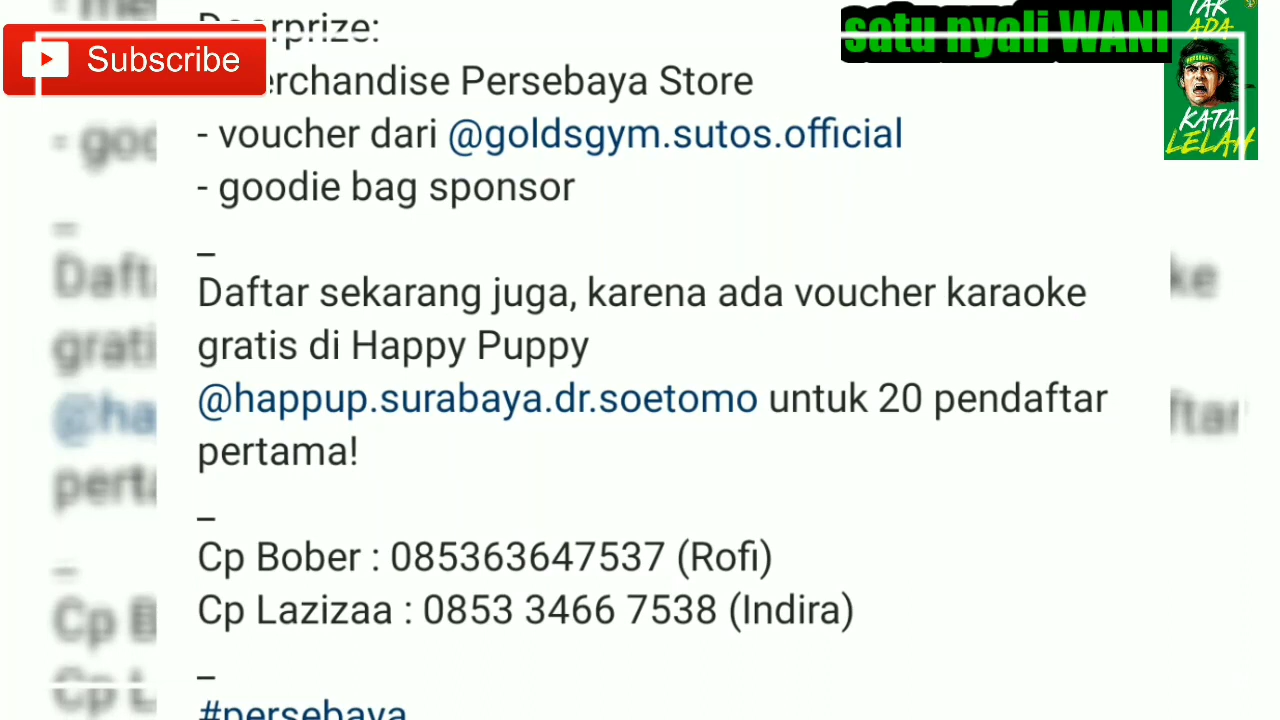 Doorprize:
Subscribe
satu nyali WANI
TAK
ADA
KATA
LELAH
erchandise Persebaya Store
- voucher dari @goldsgym.sutos.official
- goodie bag sponsor
_
Daftar sekarang juga, karena ada voucher karaoke
gratis di Happy Puppy
@happup.surabaya.dr.soetomo untuk 20 pendaftar
pertama!
_
Cp Bober : 085363647537 (Rofi)
Cp Lazizaa : 0853 3466 7538 (Indira)
_
#persebaya